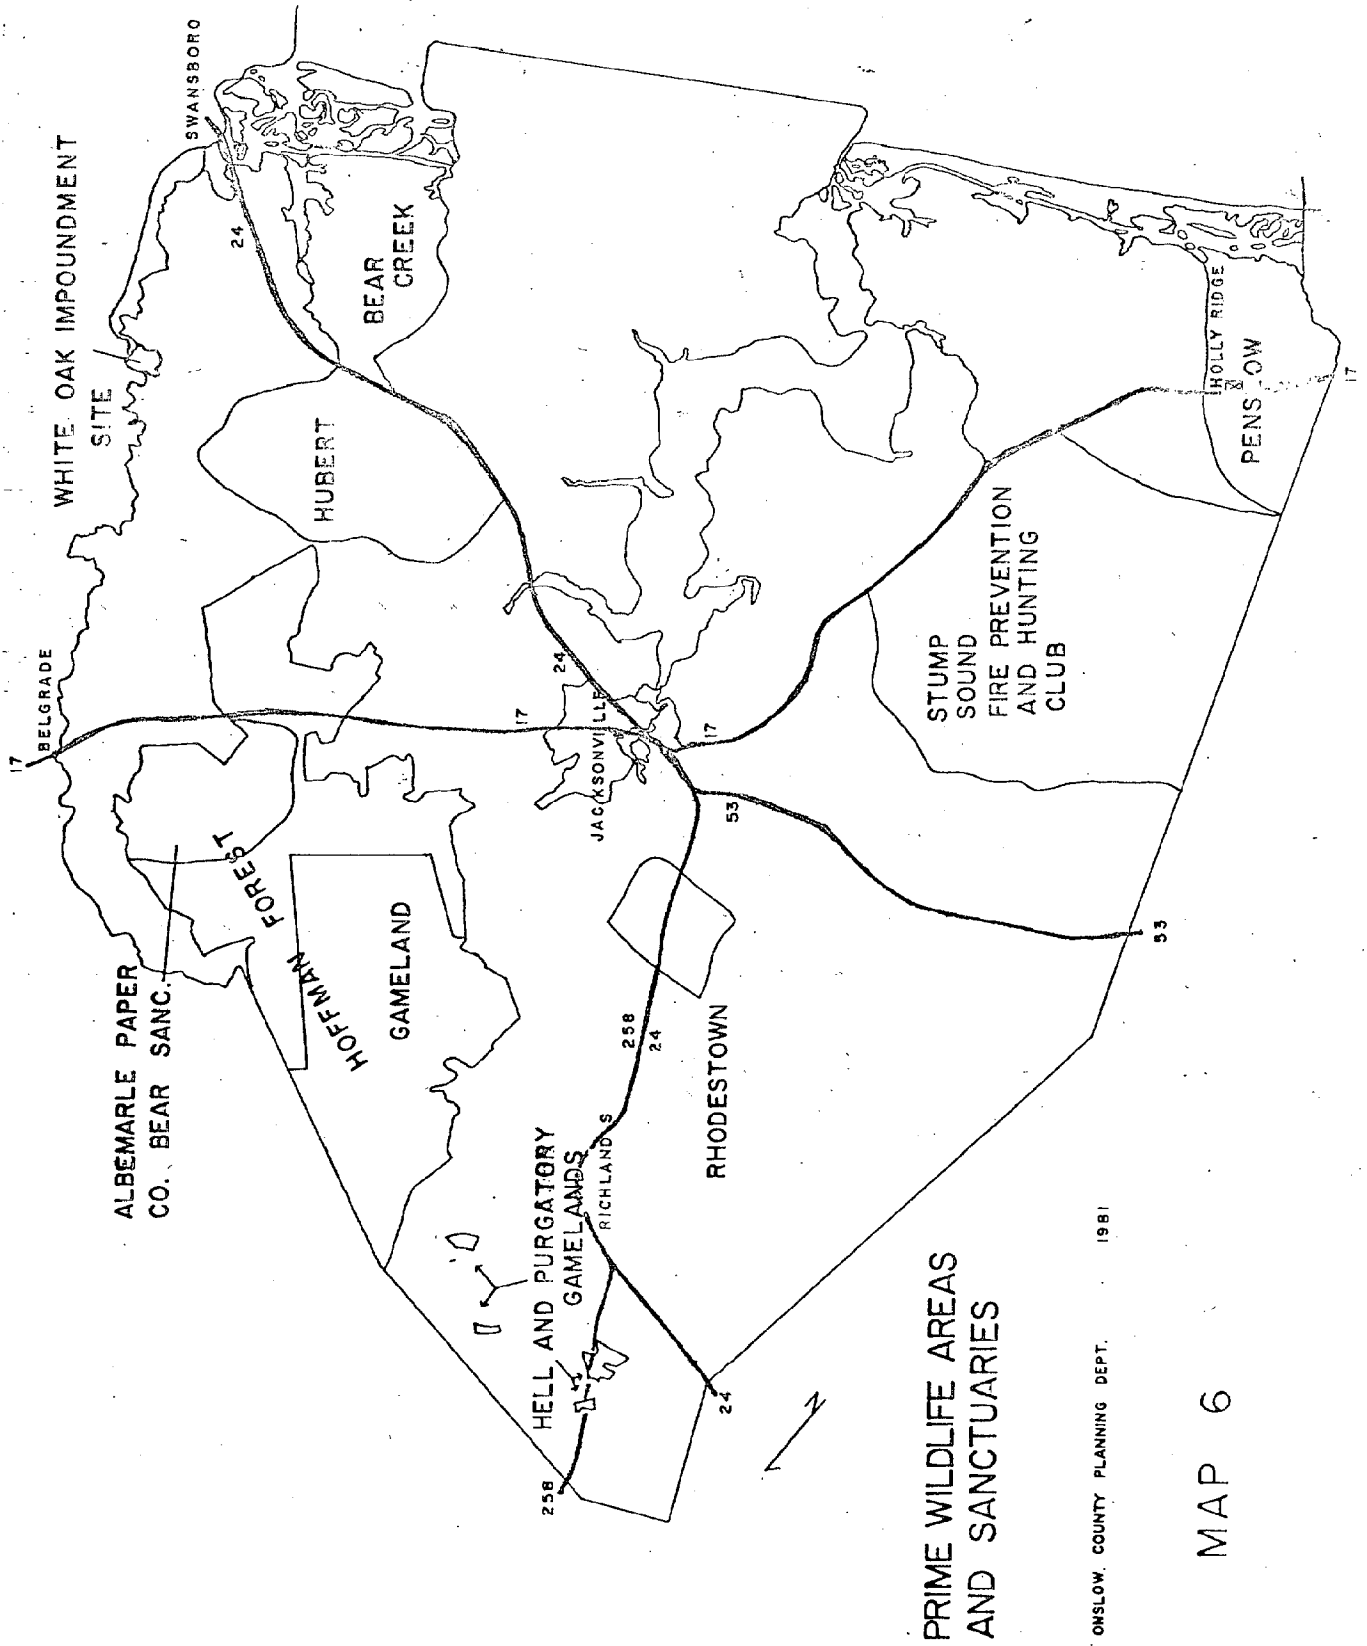 PRIME WILDLIFE AREAS
AND SANCTUARIES
ONSLOW COUNTY PLANNING DEPT. 1981
MAP 6
ALBEMARLE PAPER
CO. BEAR SANC.
HOFFMAN FOREST
GAMELAND
HELL AND PURGATORY
GAMELANDS
RICHLANDS
RHODESTOWN
258
258
24
24
17
BELGRADE
WHITE OAK IMPOUNDMENT
SITE
SWANSBORO
24
HUBERT
BEAR
CREEK
17
24
JACKSONVILLE
17
53
53
STUMP
SOUND
FIRE PREVENTION
AND HUNTING
CLUB
HOLLY RIDGE
PENSLOW
17
N